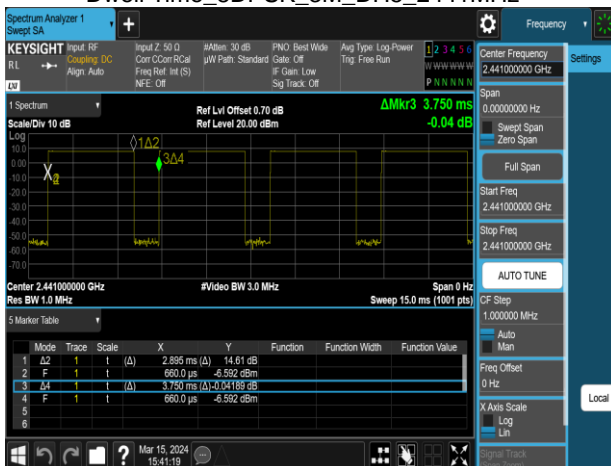 Spectrum Analyzer 1
Swept SA
+
Frequency
KEYSIGHT
RL
LXI
Input: RF
Coupling: DC
Align: Auto
Input Z: 50 Ω
Corr CCorr RCal
Freq Ref: Int (S)
NFE: Off
#Atten: 30 dB
µW Path: Standard
PNO: Best Wide
Gate: Off
IF Gain: Low
Sig Track: Off
Avg Type: Log-Power
Trig: Free Run
1 2 3 4 5 6
W W W W W W
P N N N N N
1 Spectrum
Scale/Div 10 dB
Ref Lvl Offset 0.70 dB
Ref Level 20.00 dBm
ΔMkr3 3.750 ms
-0.04 dB
Log
10.0
0.00
-10.0
-20.0
-30.0
-40.0
-50.0
-60.0
-70.0
1Δ2
3Δ4
Center 2.441000000 GHz
Res BW 1.0 MHz
#Video BW 3.0 MHz
Span 0 Hz
Sweep 15.0 ms (1001 pts)
5 Marker Table
Mode Trace Scale X Y Function Function Width Function Value
1 Δ2 1 t (Δ) 2.895 ms (Δ) 14.61 dB
2 F 1 t 660.0 µs -6.592 dBm
3 Δ4 1 t (Δ) 3.750 ms (Δ) -0.04189 dB
4 F 1 t 660.0 µs -6.592 dBm
5
6
?
Mar 15, 2024
15:41:19
Center Frequency
2.441000000 GHz
Settings
Span
0.00000000 Hz
Swept Span
Zero Span
Full Span
Start Freq
2.441000000 GHz
Stop Freq
2.441000000 GHz
AUTO TUNE
CF Step
1.000000 MHz
Auto
Man
Freq Offset
0 Hz
X Axis Scale
Log
Lin
Local
Signal Track